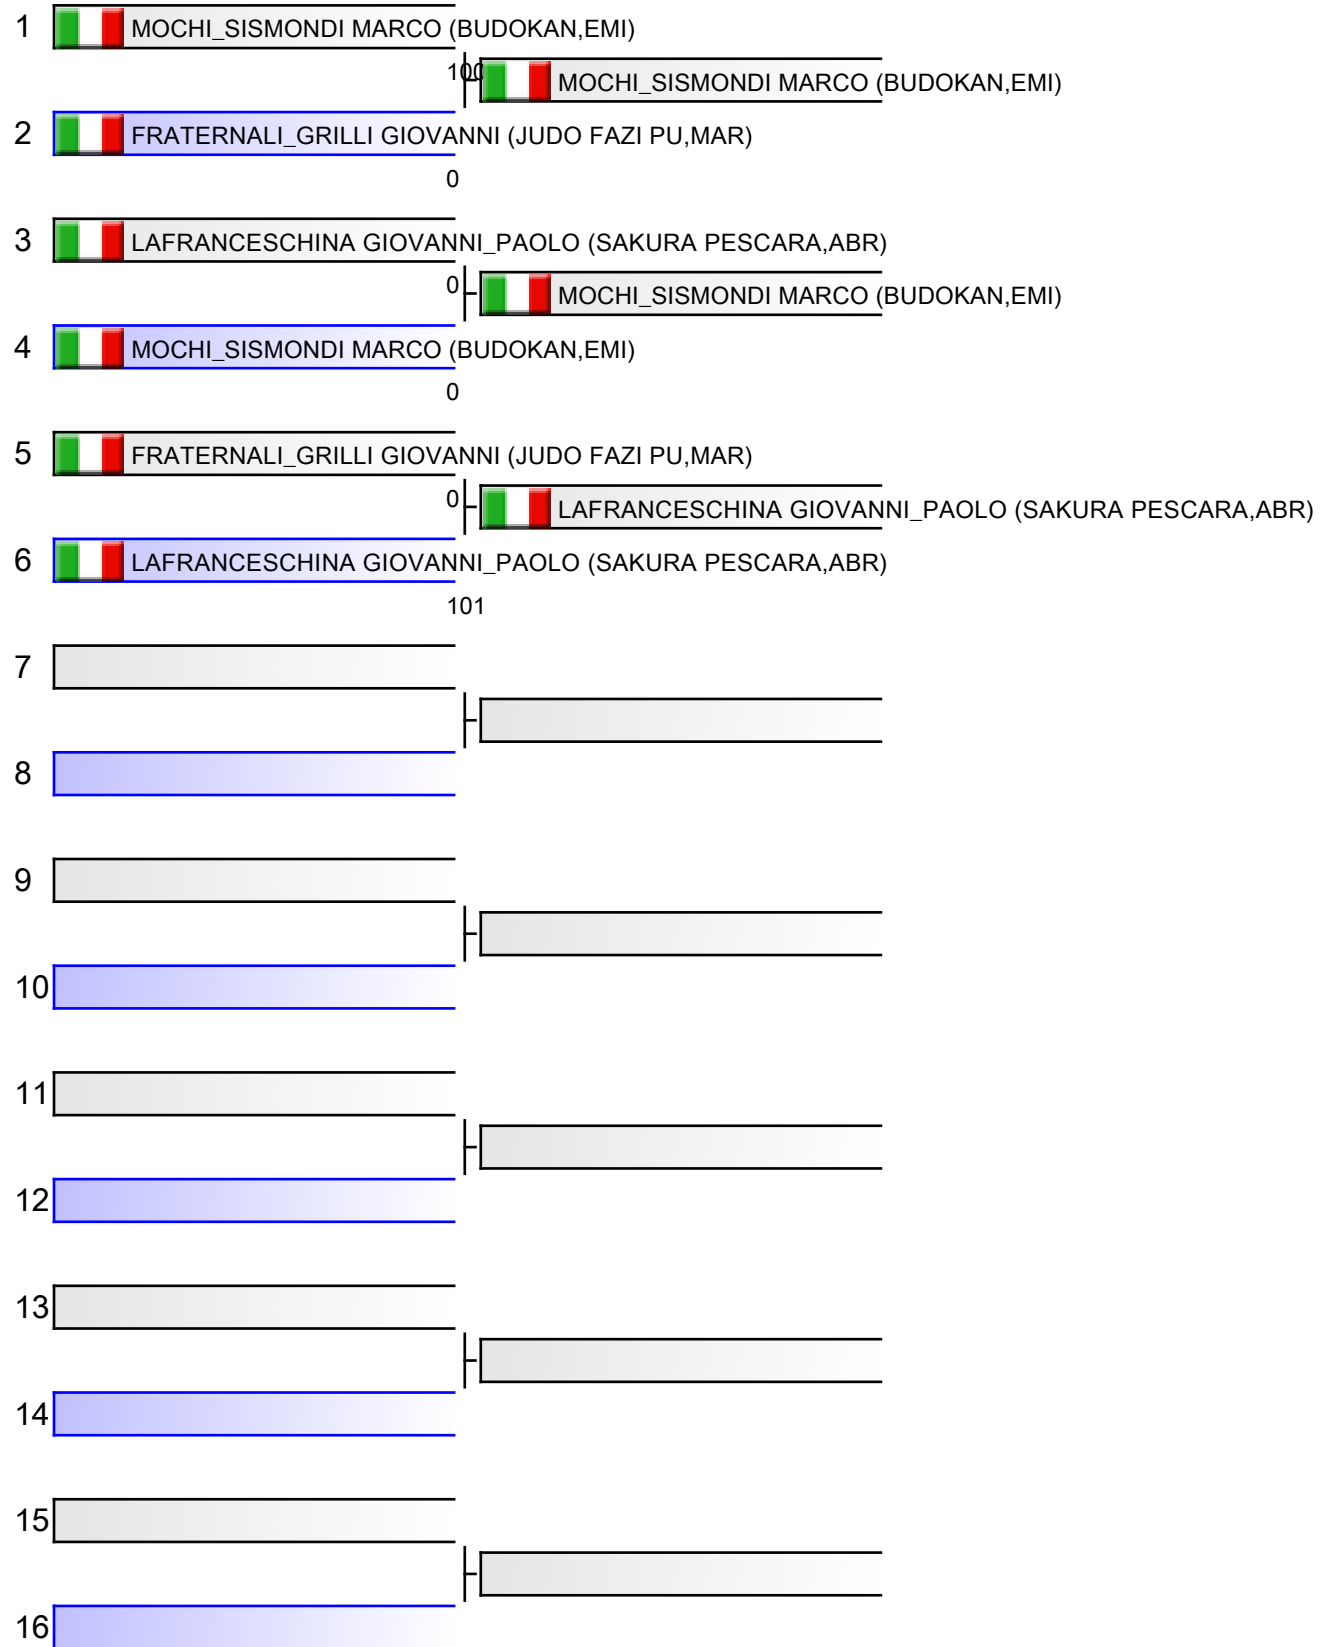 1 MOCHI_SISMONDI MARCO (BUDOKAN,EMI)
100 MOCHI_SISMONDI MARCO (BUDOKAN,EMI)
2 FRATERNALI_GRILLI GIOVANNI (JUDO FAZI PU,MAR)
0
3 LAFRANCESCHINA GIOVANNI_PAOLO (SAKURA PESCARA,ABR)
0 MOCHI_SISMONDI MARCO (BUDOKAN,EMI)
4 MOCHI_SISMONDI MARCO (BUDOKAN,EMI)
0
5 FRATERNALI_GRILLI GIOVANNI (JUDO FAZI PU,MAR)
0 LAFRANCESCHINA GIOVANNI_PAOLO (SAKURA PESCARA,ABR)
6 LAFRANCESCHINA GIOVANNI_PAOLO (SAKURA PESCARA,ABR)
101
7
8
9
10
11
12
13
14
15
16